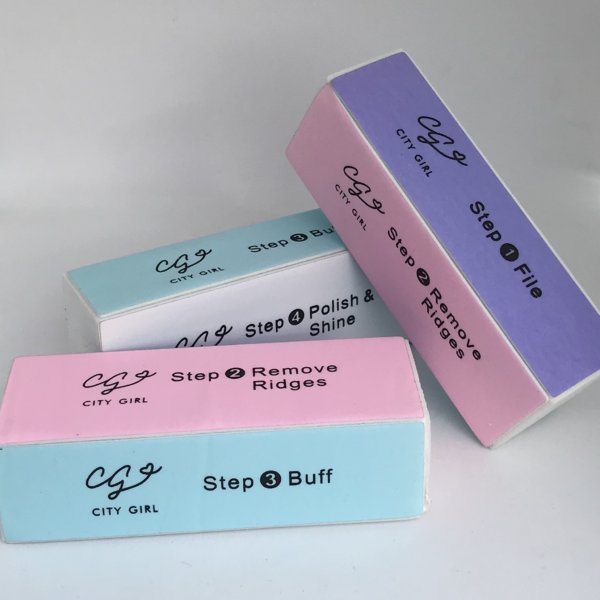 CG
CITY GIRL
Step 1 File
CG
CITY GIRL
Step 2 Remove
Ridges
CG
CITY GIRL
Step 3 Bu
CG
Step 4 Polish &
Shine
CG
CITY GIRL
Step 2 Remove
Ridges
CG
CITY GIRL
Step 3 Buff